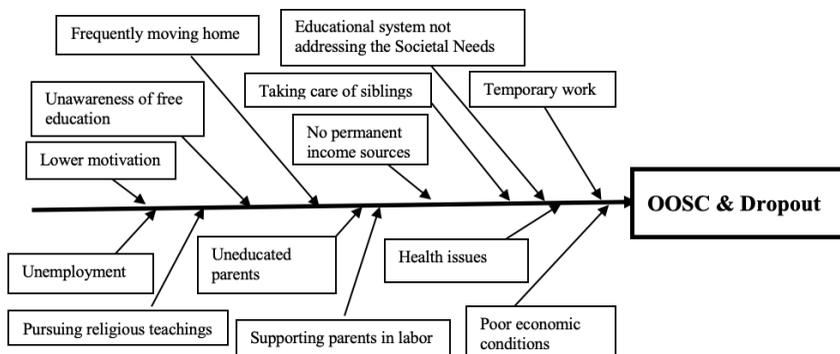 Frequently moving home
Educational system not
addressing the Societal Needs
Taking care of siblings
Temporary work
Unawareness of free
education
No permanent
income sources
Lower motivation
OOSC & Dropout
Unemployment
Uneducated
parents
Health issues
Pursuing religious teachings
Supporting parents in labor
Poor economic
conditions